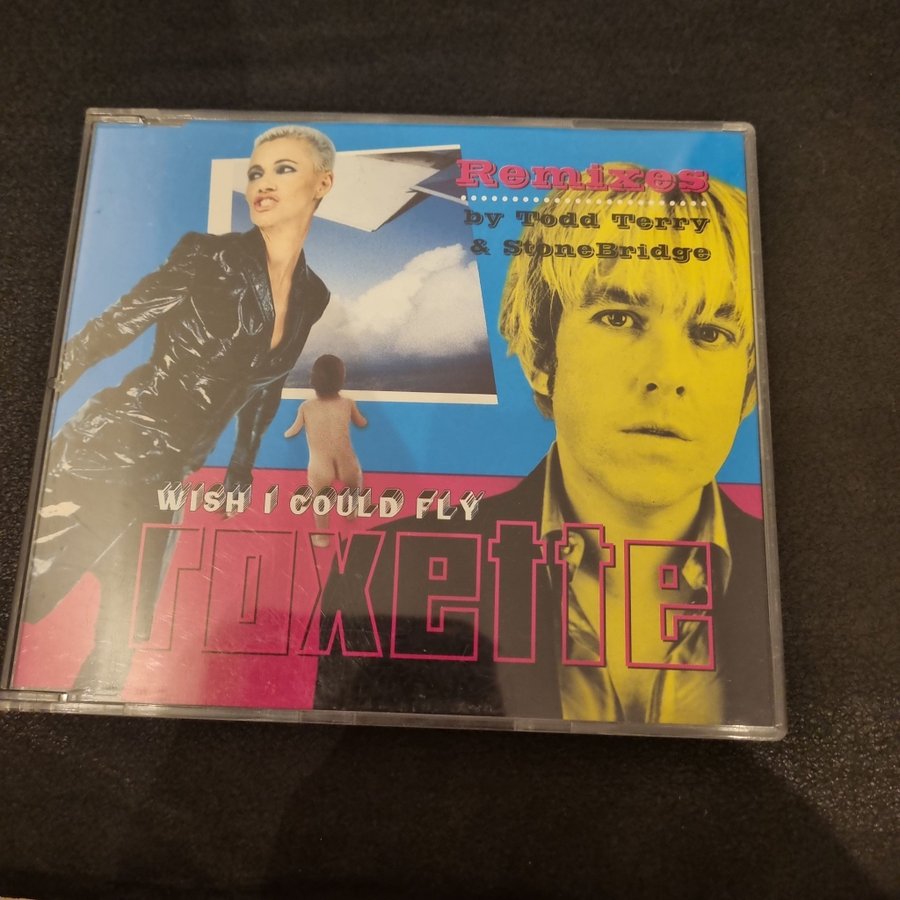 Remixes
by Todd Terry
& StoneBridge
WISH I COULD FLY
roxette